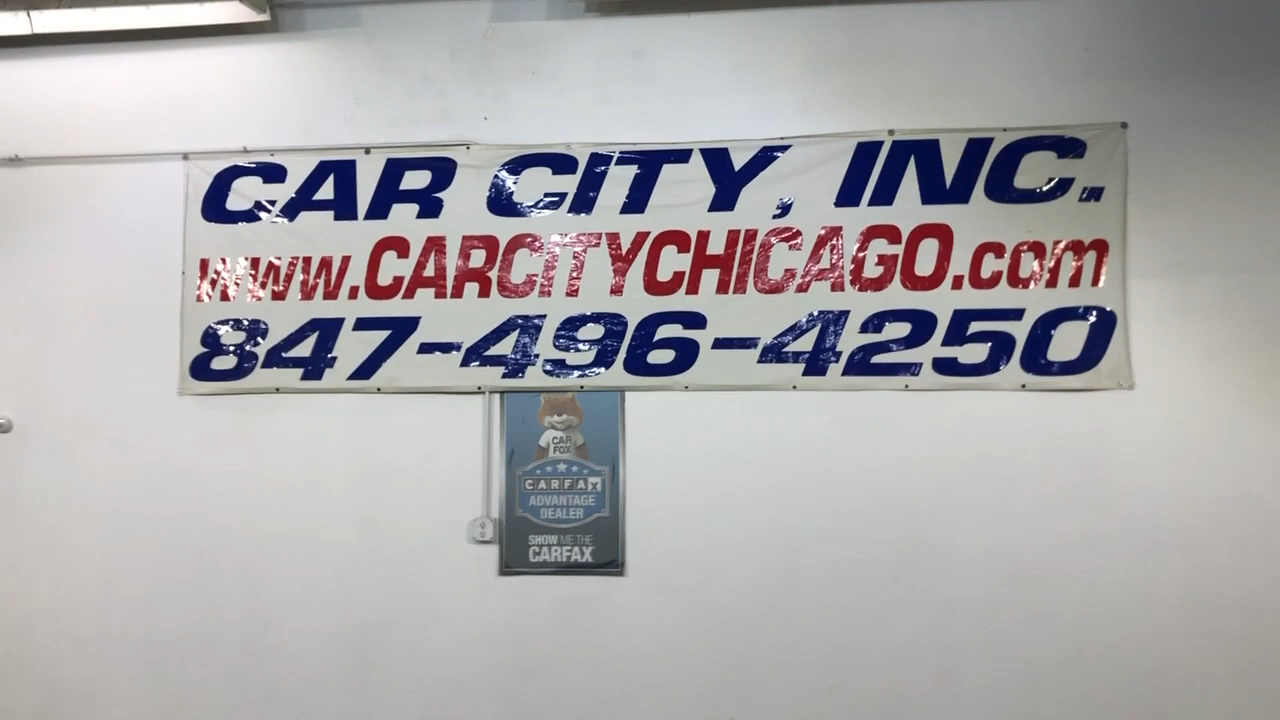 CAR CITY, INC.
www.CARCITYCHICAGO.com
847-496-4250
CAR
FOX
CARFAX
ADVANTAGE
DEALER
SHOW ME THE
CARFAX